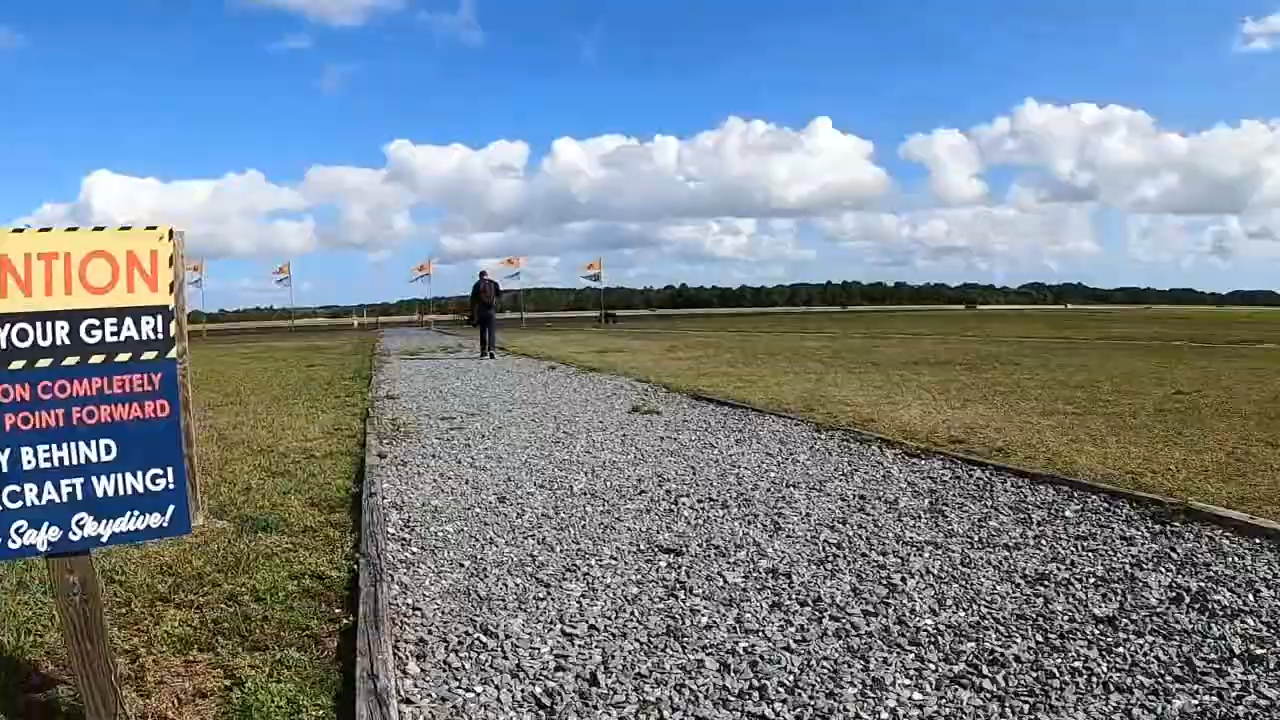 NTION
YOUR GEAR!
ON COMPLETELY
POINT FORWARD
Y BEHIND
CRAFT WING!
Safe Skydive!